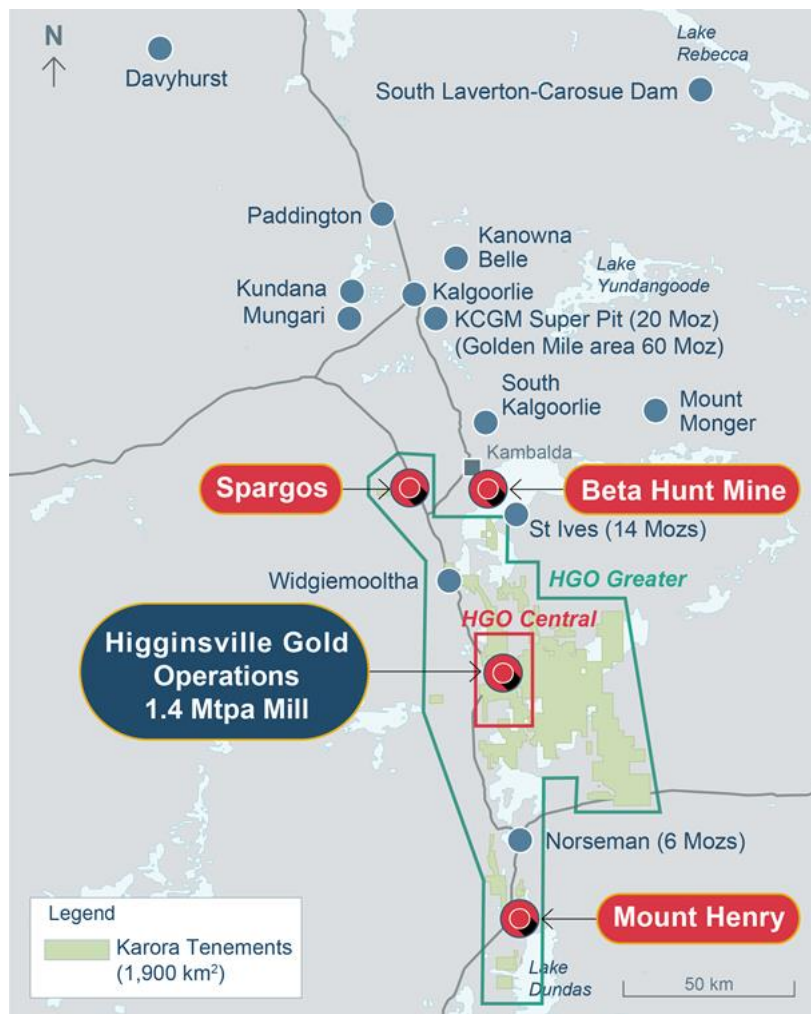 N
Davyhurst
Lake
Rebecca
South Laverton-Carosue Dam
Paddington
Kanowna
Belle
Lake
Yundangoode
Kundana
Mungari
Kalgoorlie
KCGM Super Pit (20 Moz)
(Golden Mile area 60 Moz)
South
Kalgoorlie
Mount
Monger
Kambalda
Spargos
Beta Hunt Mine
St Ives (14 Mozs)
Widgiemooltha
HGO Greater
HGO Central
Higginsville Gold
Operations
1.4 Mtpa Mill
Norseman (6 Mozs)
Mount Henry
Legend
Karora Tenements
(1,900 km²)
Lake
Dundas
50 km